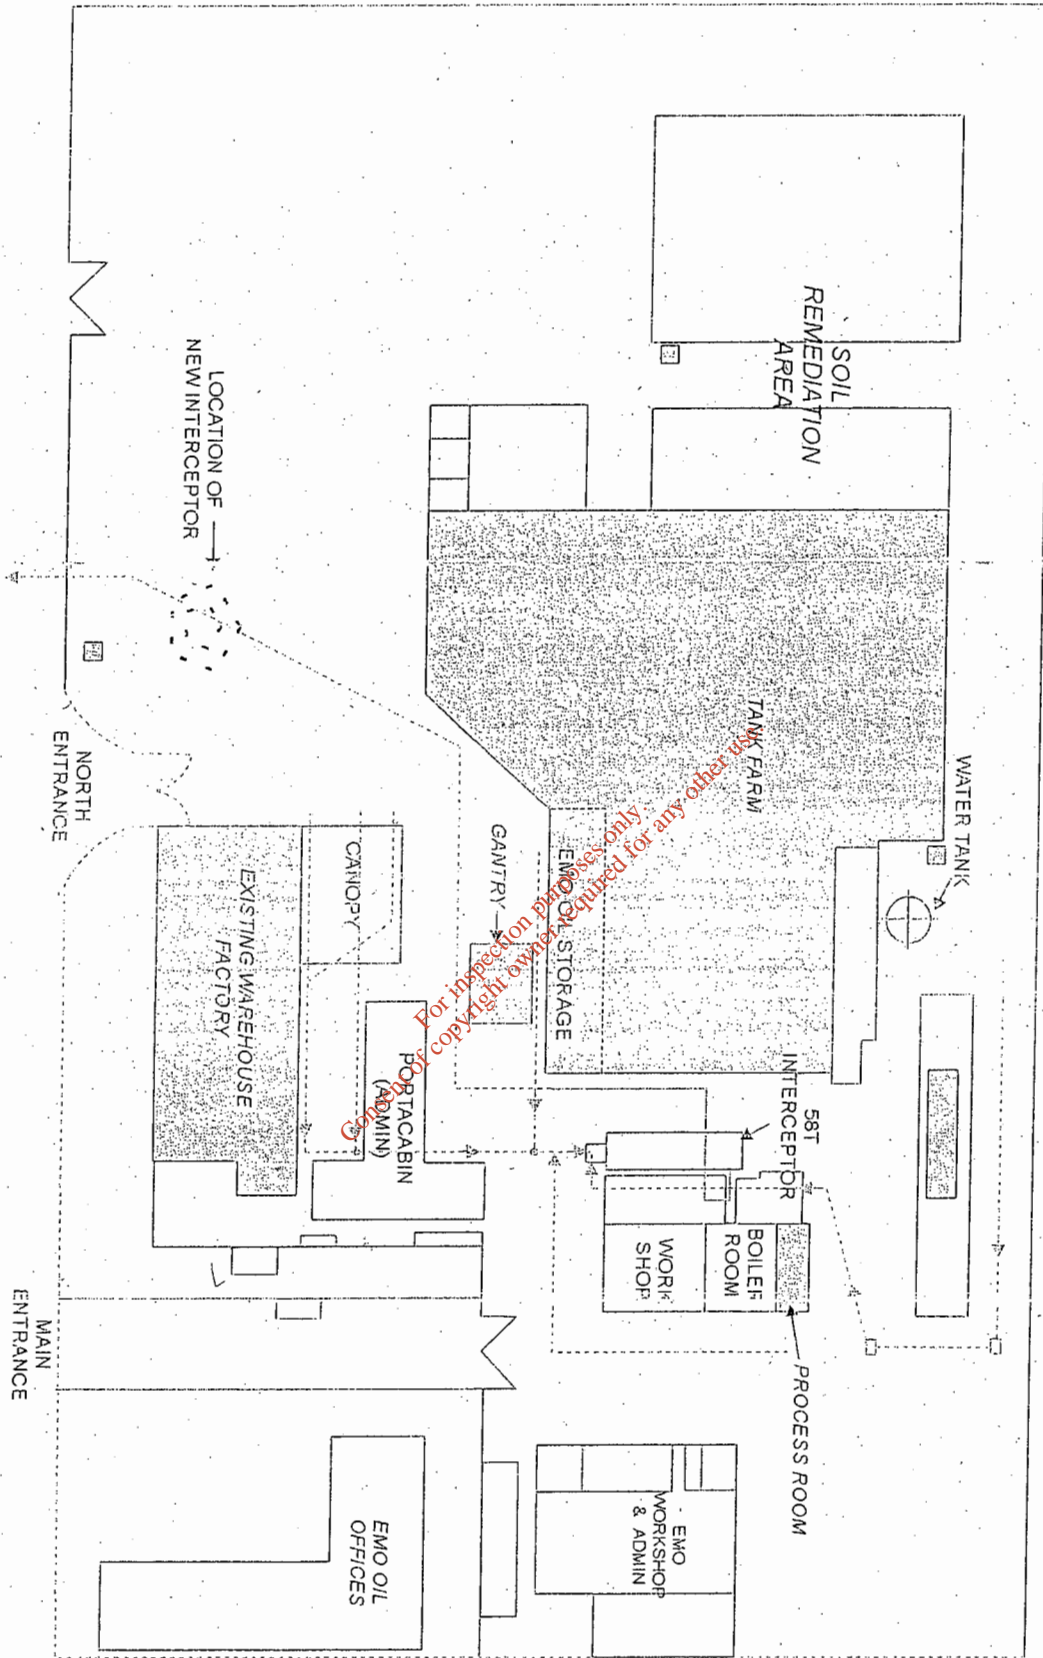 SOIL
REMEDIATION
AREA
LOCATION OF
NEW INTERCEPTOR
TANK FARM
WATER TANK
NORTH
ENTRANCE
CANOPY
GANTRY
EMO OIL STORAGE
EXISTING WAREHOUSE
FACTORY
PORTACABIN
(ADMIN)
58T
INTERCEPTOR
BOILER
ROOM
WORK
SHOP
PROCESS ROOM
MAIN
ENTRANCE
EMO
WORKSHOP
& ADMIN
EMO OIL
OFFICES
For inspection purposes only.
Consent of copyright owner required for any other use.